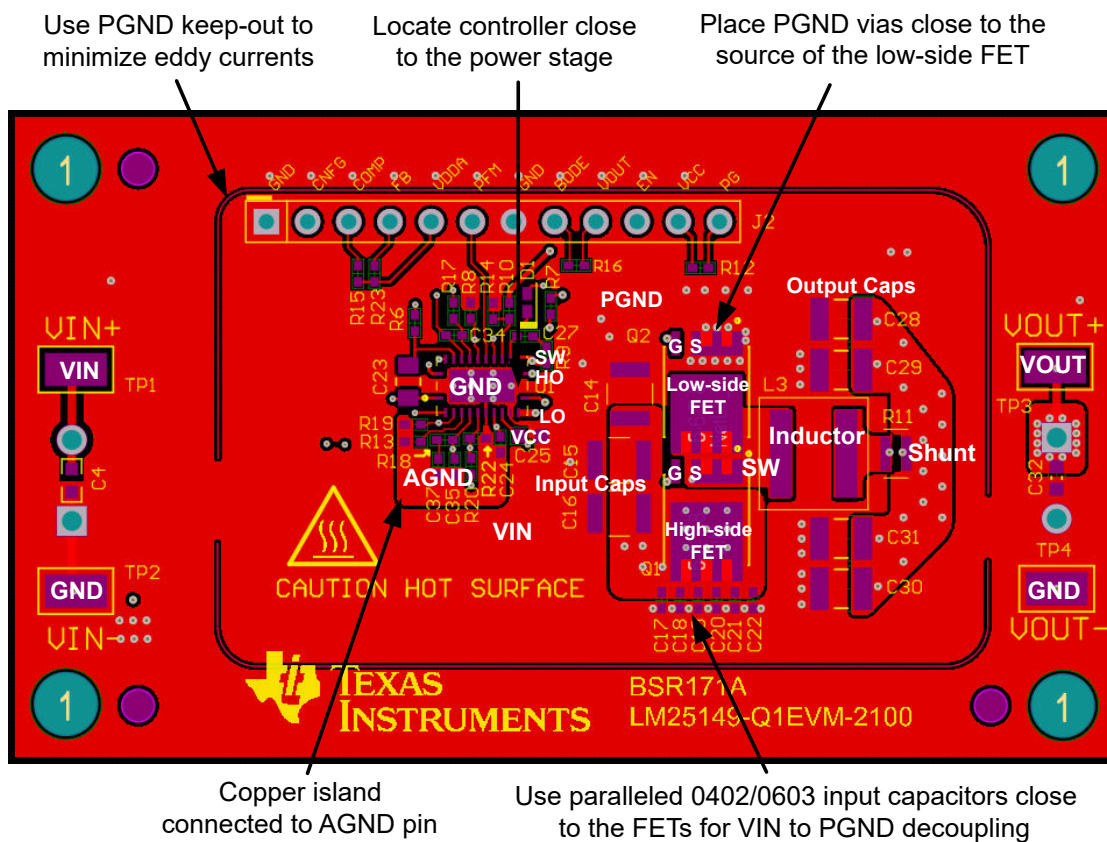 Use PGND keep-out to
minimize eddy currents
Locate controller close
to the power stage
Place PGND vias close to the
source of the low-side FET
1
1
GND
CNFG
COMP
FB
VDDA
PFM
GND
BODE
VOUT
EN
VCC
PG
J2
R15
R23
R16
R12
R17
R8
R14
R10
D1
R7
R6
C34
C27
PGND
Q2
Output Caps
C28
C29
VIN+
VIN
TP1
VOUT+
VOUT
TP3
C23
GND
U1
SW
HO
LO
VCC
G S
C14
Low-side
FET
L3
Inductor
R11
Shunt
SW
G S
R19
R13
R18
AGND
C37
C35
R20
R22
C24
C25
C15
C16
Input Caps
VIN
High-side
FET
Q1
C4
C32
C31
C30
TP4
CAUTION HOT SURFACE
TP2
GND
VIN-
GND
VOUT-
C17
C18
C19
C20
C21
C22
TEXAS
INSTRUMENTS
BSR171A
LM25149-Q1EVM-2100
1
1
Copper island
connected to AGND pin
Use paralleled 0402/0603 input capacitors close
to the FETs for VIN to PGND decoupling